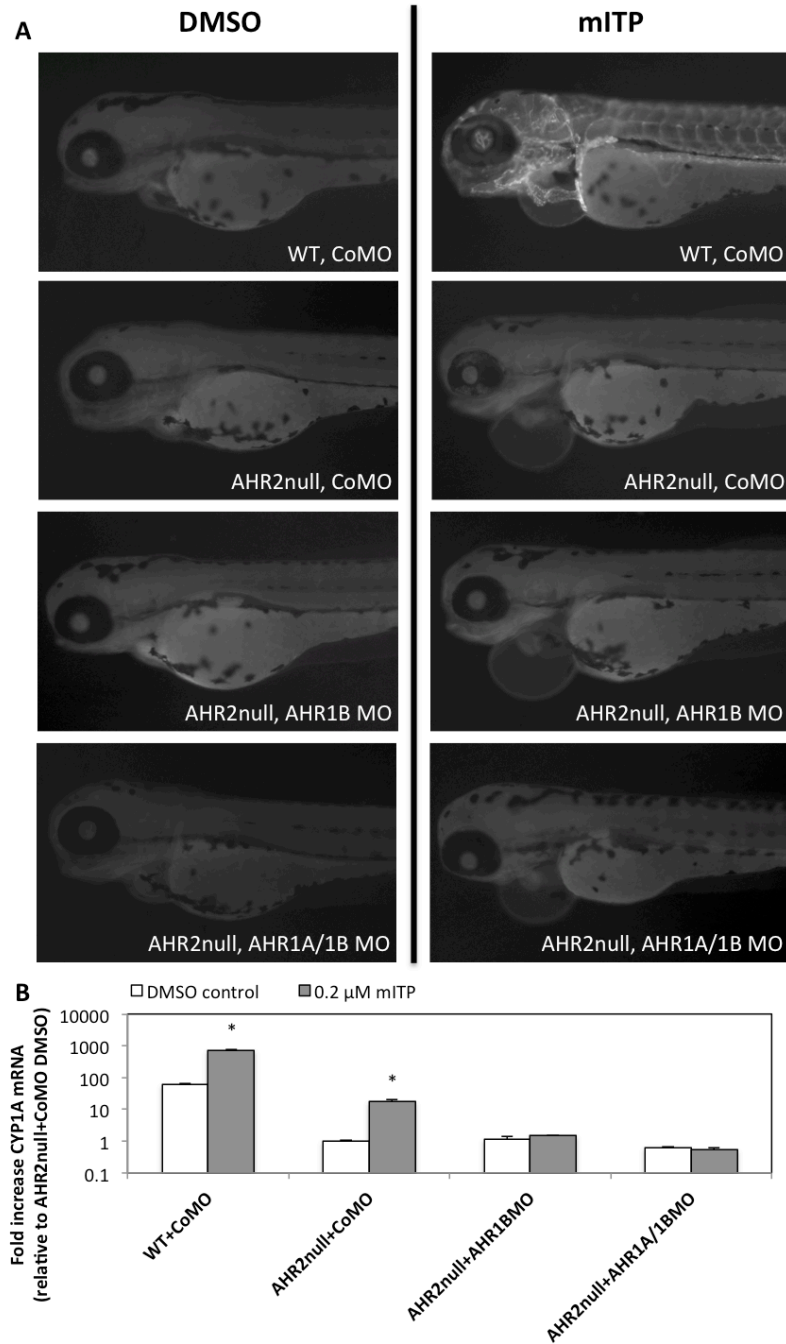 A
DMSO
mITP
WT, CoMO
WT, CoMO
AHR2null, CoMO
AHR2null, CoMO
AHR2null, AHR1B MO
AHR2null, AHR1B MO
AHR2null, AHR1A/1B MO
AHR2null, AHR1A/1B MO
B
DMSO control
0.2 µM mITP
Fold increase CYP1A mRNA
(relative to AHR2null+CoMO DMSO)
10000
1000
100
10
1
0.1
*
*
WT+CoMO
AHR2null+CoMO
AHR2null+AHR1BMO
AHR2null+AHR1A/1BMO